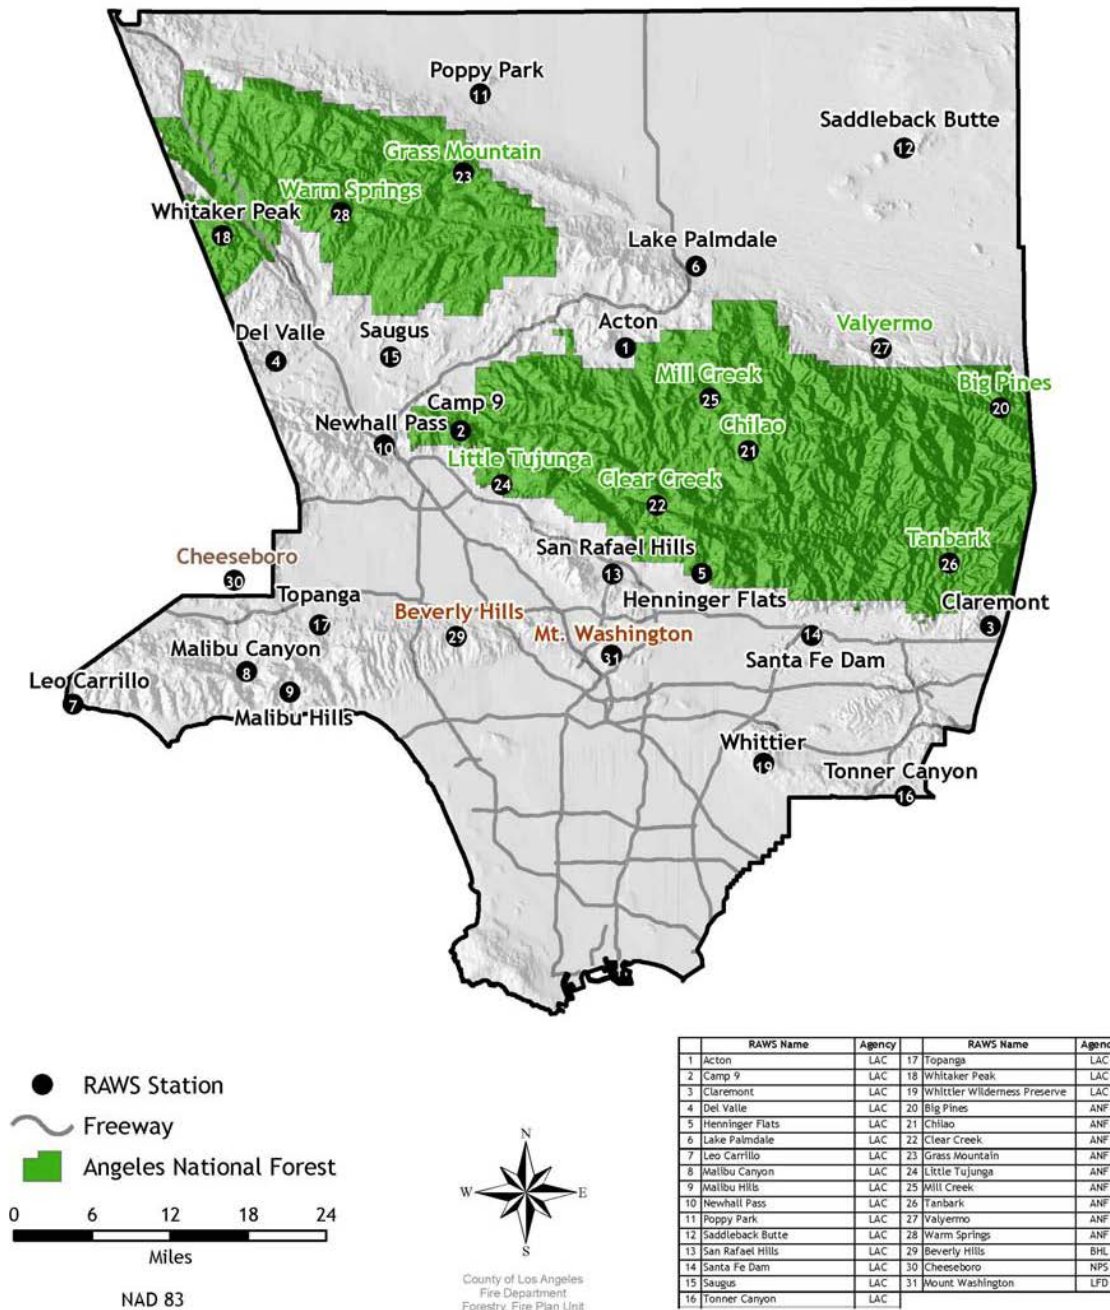 Poppy Park
11
Saddleback Butte
12
Grass Mountain
23
Warm Springs
28
Whitaker Peak
18
Lake Palmdale
6
Del Valle
4
Saugus
15
Acton
1
Valyermo
27
Mill Creek
25
Big Pines
20
Camp 9
2
Newhall Pass
10
Chilao
21
Little Tujunga
24
Clear Creek
22
San Rafael Hills
13
5
Henninger Flats
Tanbark
26
Cheeseboro
30
Topanga
17
Beverly Hills
29
Mt. Washington
31
Claremont
3
14
Santa Fe Dam
Malibu Canyon
8
Leo Carrillo
7
9
Malibu Hills
Whittier
19
Tonner Canyon
16
RAWS Station
Freeway
Angeles National Forest
0 6 12 18 24
Miles
NAD 83
N
W E
S
County of Los Angeles
Fire Department
Forestry, Fire Plan Unit
RAWS Name Agency RAWS Name Agenc
1 Acton LAC 17 Topanga LAC
2 Camp 9 LAC 18 Whitaker Peak LAC
3 Claremont LAC 19 Whittier Wilderness Preserve LAC
4 Del Valle LAC 20 Big Pines ANF
5 Henninger Flats LAC 21 Chilao ANF
6 Lake Palmdale LAC 22 Clear Creek ANF
7 Leo Carrillo LAC 23 Grass Mountain ANF
8 Malibu Canyon LAC 24 Little Tujunga ANF
9 Malibu Hills LAC 25 Mill Creek ANF
10 Newhall Pass LAC 26 Tanbark ANF
11 Poppy Park LAC 27 Valyermo ANF
12 Saddleback Butte LAC 28 Warm Springs ANF
13 San Rafael Hills LAC 29 Beverly Hills BHL
14 Santa Fe Dam LAC 30 Cheeseboro NPS
15 Saugus LAC 31 Mount Washington LFD
16 Tonner Canyon LAC